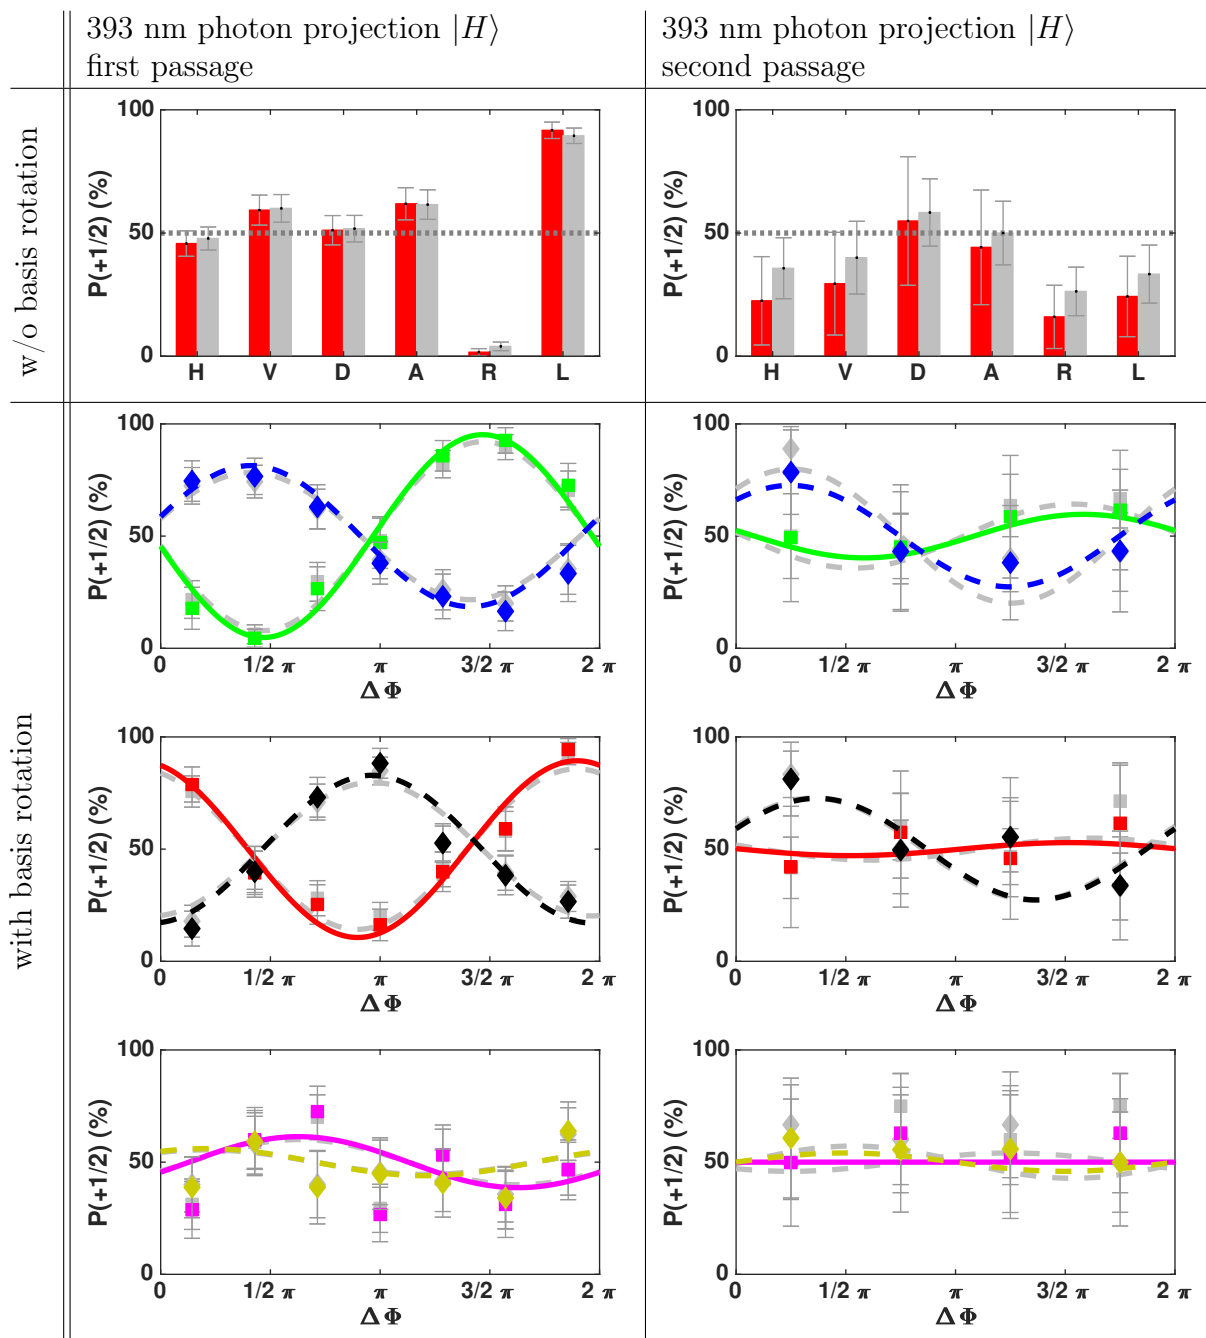 393 nm photon projection |H⟩
first passage
393 nm photon projection |H⟩
second passage
w/o basis rotation
P(+1/2) (%)
100
50
0
H V D A R L
P(+1/2) (%)
100
50
0
H V D A R L
with basis rotation
P(+1/2) (%)
100
50
0
0 1/2 π π 3/2 π 2 π
ΔΦ
P(+1/2) (%)
100
50
0
0 1/2 π π 3/2 π 2 π
ΔΦ
P(+1/2) (%)
100
50
0
0 1/2 π π 3/2 π 2 π
ΔΦ
P(+1/2) (%)
100
50
0
0 1/2 π π 3/2 π 2 π
ΔΦ
P(+1/2) (%)
100
50
0
0 1/2 π π 3/2 π 2 π
ΔΦ
P(+1/2) (%)
100
50
0
0 1/2 π π 3/2 π 2 π
ΔΦ